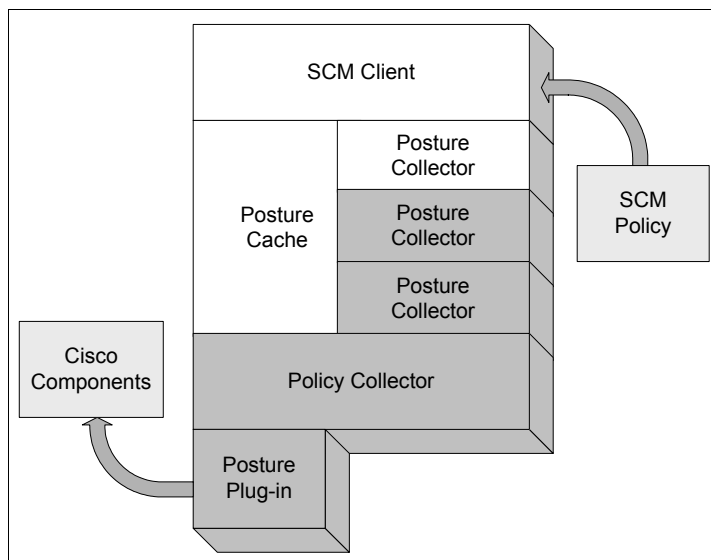 SCM Client
Posture
Collector
Posture
Cache
Posture
Collector
Posture
Collector
SCM
Policy
Cisco
Components
Policy Collector
Posture
Plug-in